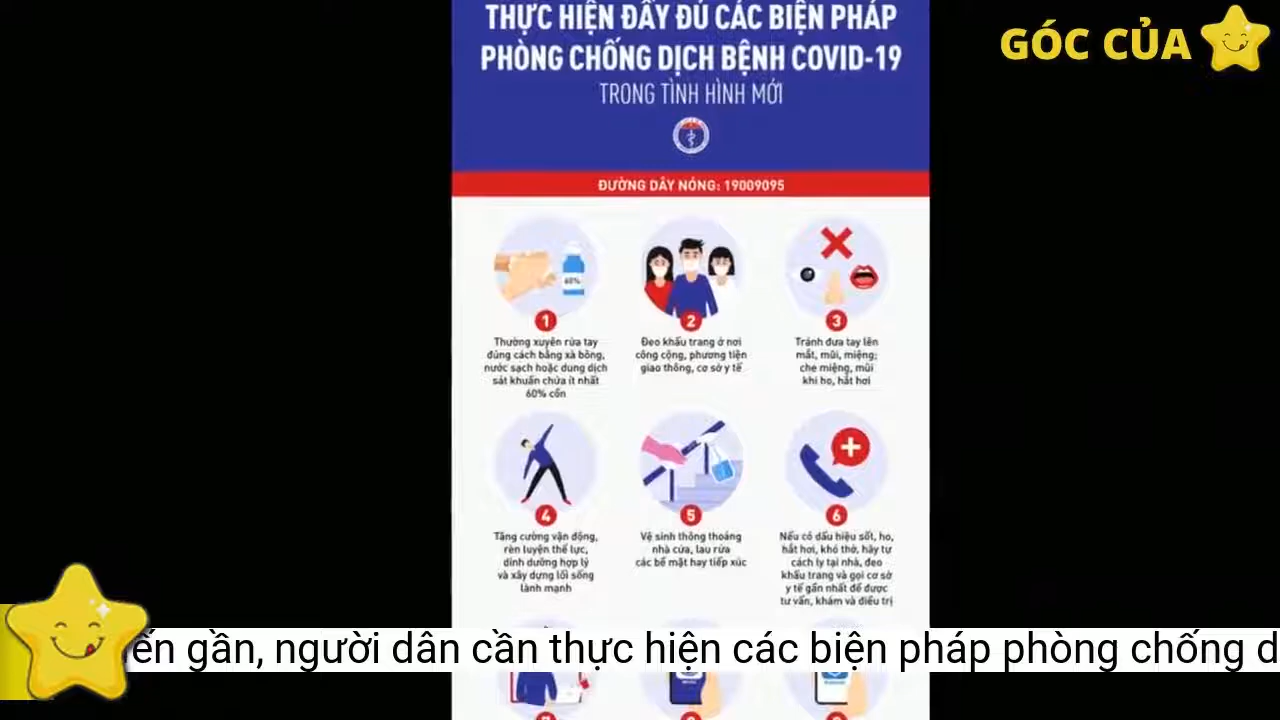 THỰC HIỆN ĐẦY ĐỦ CÁC BIỆN PHÁP
PHÒNG CHỐNG DỊCH BỆNH COVID-19
TRONG TÌNH HÌNH MỚI
GÓC CỦA
ĐƯỜNG DÂY NÓNG: 19009095
60%
1
Thường xuyên rửa tay
đúng cách bằng xà bông,
nước sạch hoặc dung dịch
sát khuẩn chứa ít nhất
60% cồn
2
Đeo khẩu trang ở nơi
công cộng, phương tiện
giao thông, cơ sở y tế
3
Tránh đưa tay lên
mắt, mũi, miệng;
che miệng, mũi
khi ho, hắt hơi
4
Tăng cường vận động,
rèn luyện thể lực,
dinh dưỡng hợp lý
và xây dựng lối sống
lành mạnh
5
Vệ sinh thông thoáng
nhà cửa, lau rửa
các bề mặt hay tiếp xúc
6
Nếu có dấu hiệu sốt, ho,
hắt hơi, khó thở, hãy tự
cách ly tại nhà, đeo
khẩu trang và gọi cơ sở
y tế gần nhất để được
tư vấn, khám và điều trị
ến gần, người dân cần thực hiện các biện pháp phòng chống d